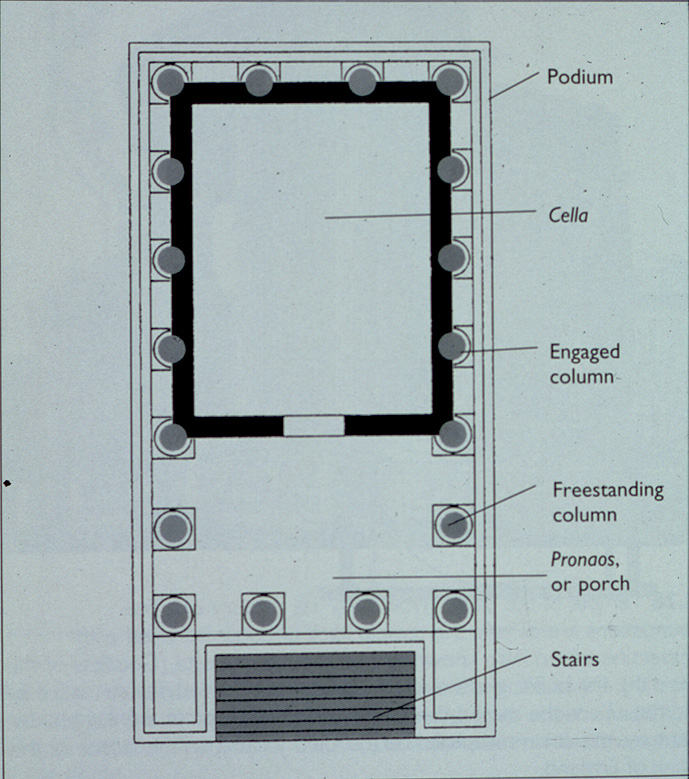 Podium
Cella
Engaged
column
Freestanding
column
Pronaos,
or porch
Stairs